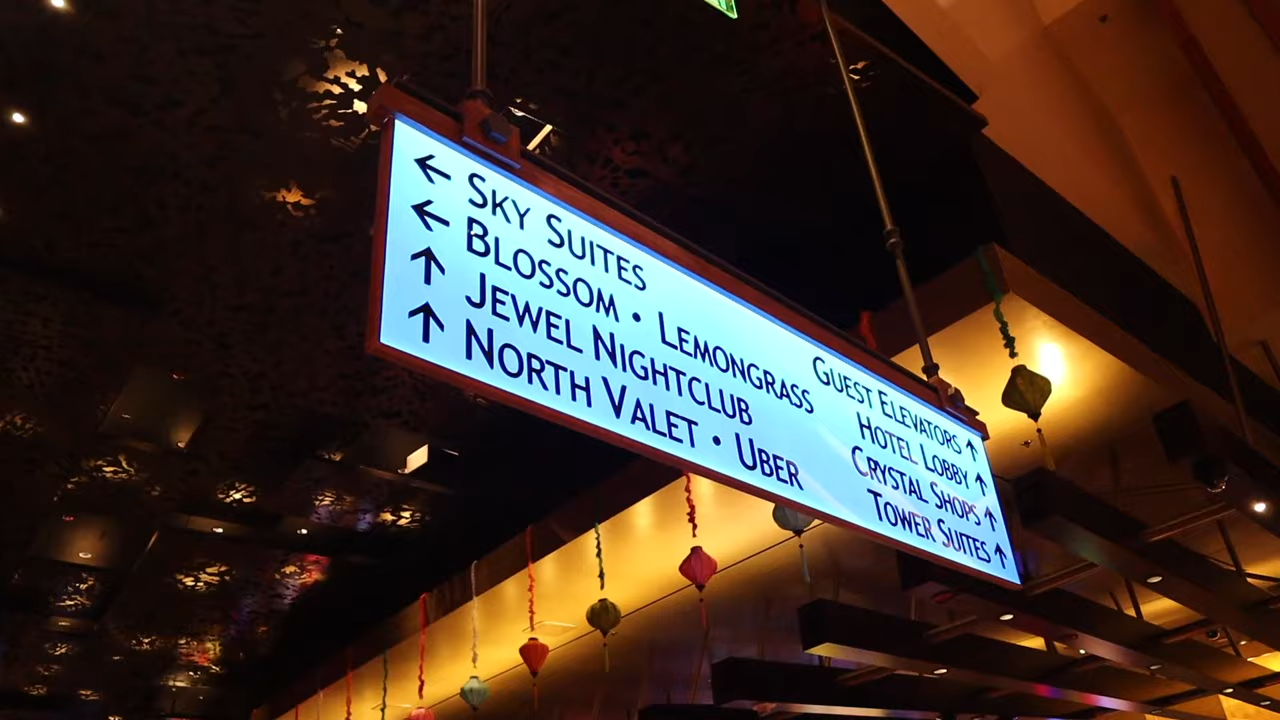 ← SKY SUITES
← BLOSSOM • LEMONGRASS
↑ JEWEL NIGHTCLUB
↑ NORTH VALET • UBER
GUEST ELEVATORS ↑
HOTEL LOBBY ↑
CRYSTAL SHOPS ↑
TOWER SUITES ↑